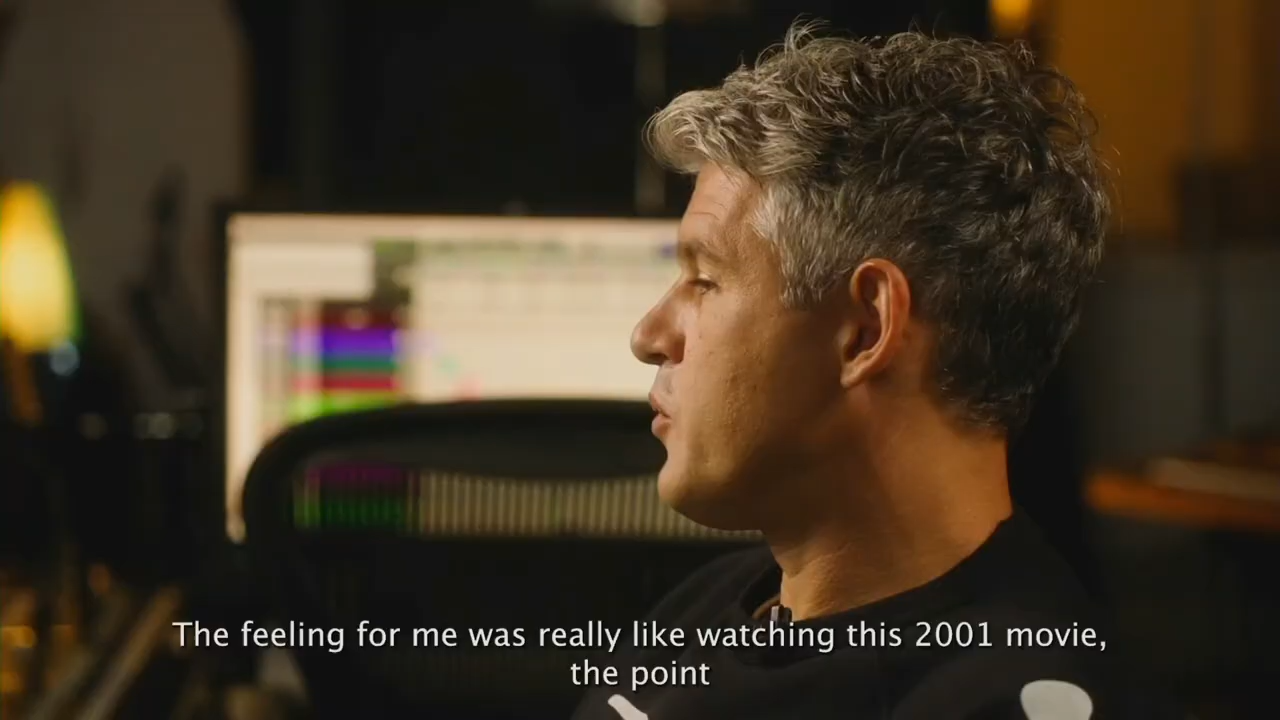 The feeling for me was really like watching this 2001 movie,
the point